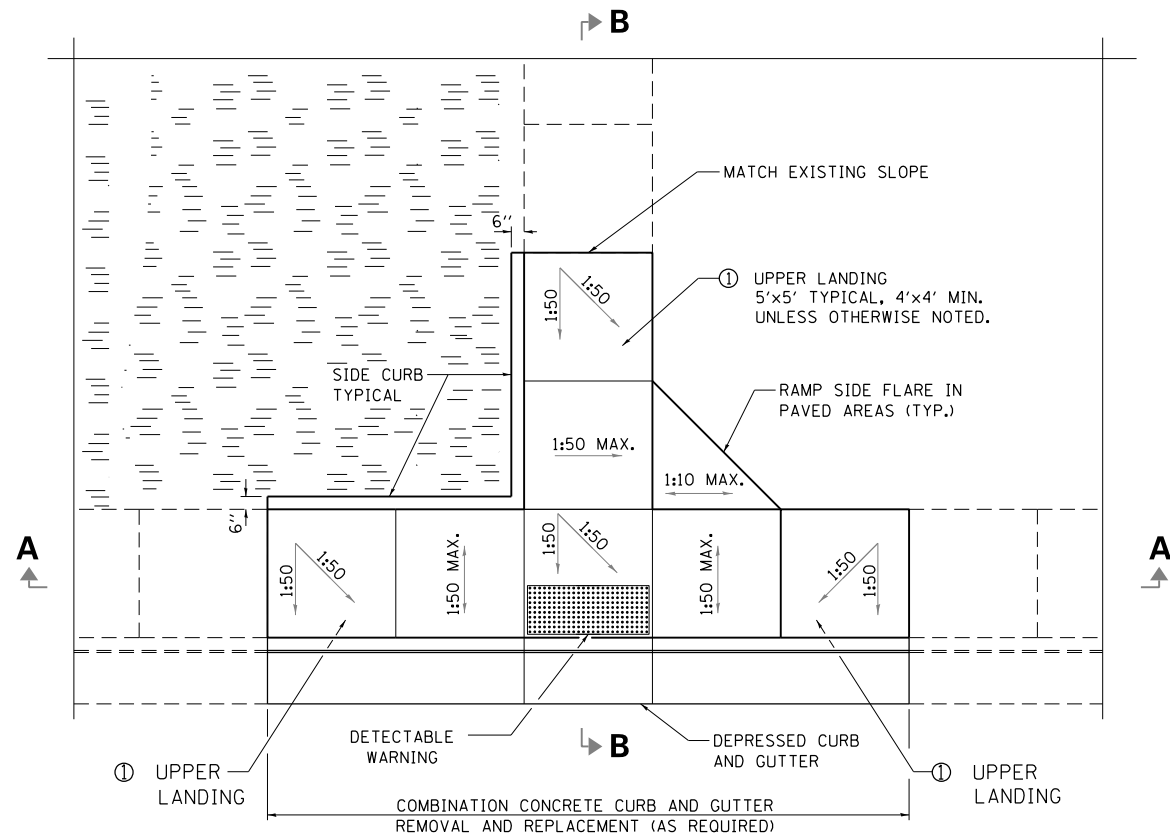 B
MATCH EXISTING SLOPE
6''
① UPPER LANDING
5'x5' TYPICAL, 4'x4' MIN.
UNLESS OTHERWISE NOTED.
1:50
1:50
SIDE CURB
TYPICAL
RAMP SIDE FLARE IN
PAVED AREAS (TYP.)
1:50 MAX.
1:10 MAX.
6''
A
1:50
1:50
1:50 MAX.
1:50
1:50
1:50 MAX.
1:50
1:50
A
DETECTABLE
WARNING
B
DEPRESSED CURB
AND GUTTER
① UPPER
LANDING
① UPPER
LANDING
COMBINATION CONCRETE CURB AND GUTTER
REMOVAL AND REPLACEMENT (AS REQUIRED)